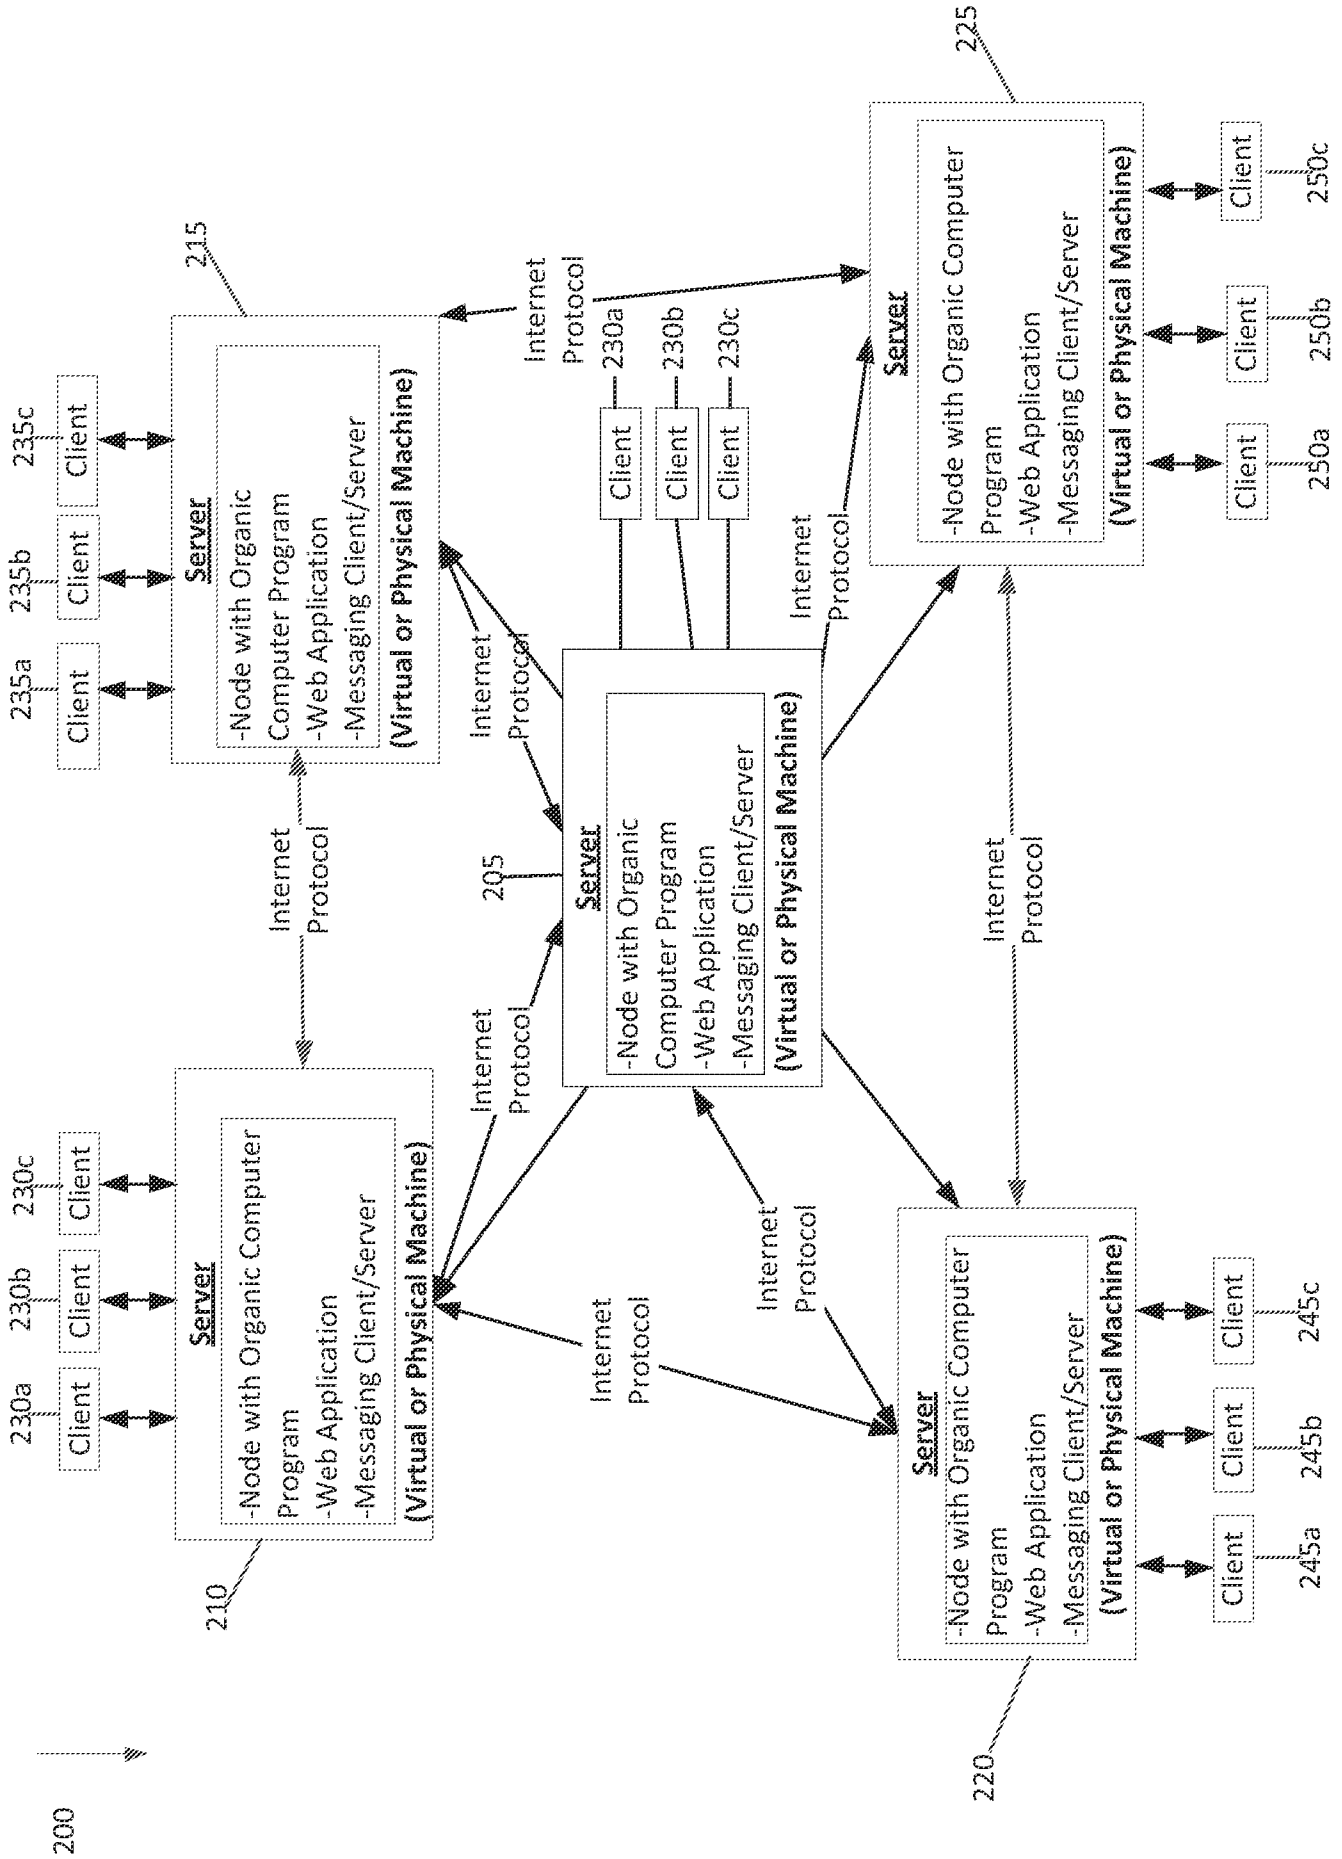 200
230a
230b
230c
Client
Client
Client
210
Server
-Node with Organic Computer
Program
-Web Application
-Messaging Client/Server
(Virtual or Physical Machine)
Internet
Protocol
235a
235b
235c
Client
Client
Client
215
Server
-Node with Organic
Computer Program
-Web Application
-Messaging Client/Server
(Virtual or Physical Machine)
Internet
Protocol
205
Internet
Protocol
Internet
Protocol
Server
-Node with Organic
Computer Program
-Web Application
-Messaging Client/Server
(Virtual or Physical Machine)
Client
230a
Client
230b
Client
230c
Internet
Protocol
Internet
Protocol
Internet
Protocol
Internet
Protocol
220
Server
-Node with Organic Computer
Program
-Web Application
-Messaging Client/Server
(Virtual or Physical Machine)
Client
Client
Client
245a
245b
245c
Internet
Protocol
225
Server
-Node with Organic Computer
Program
-Web Application
-Messaging Client/Server
(Virtual or Physical Machine)
Client
Client
Client
250a
250b
250c